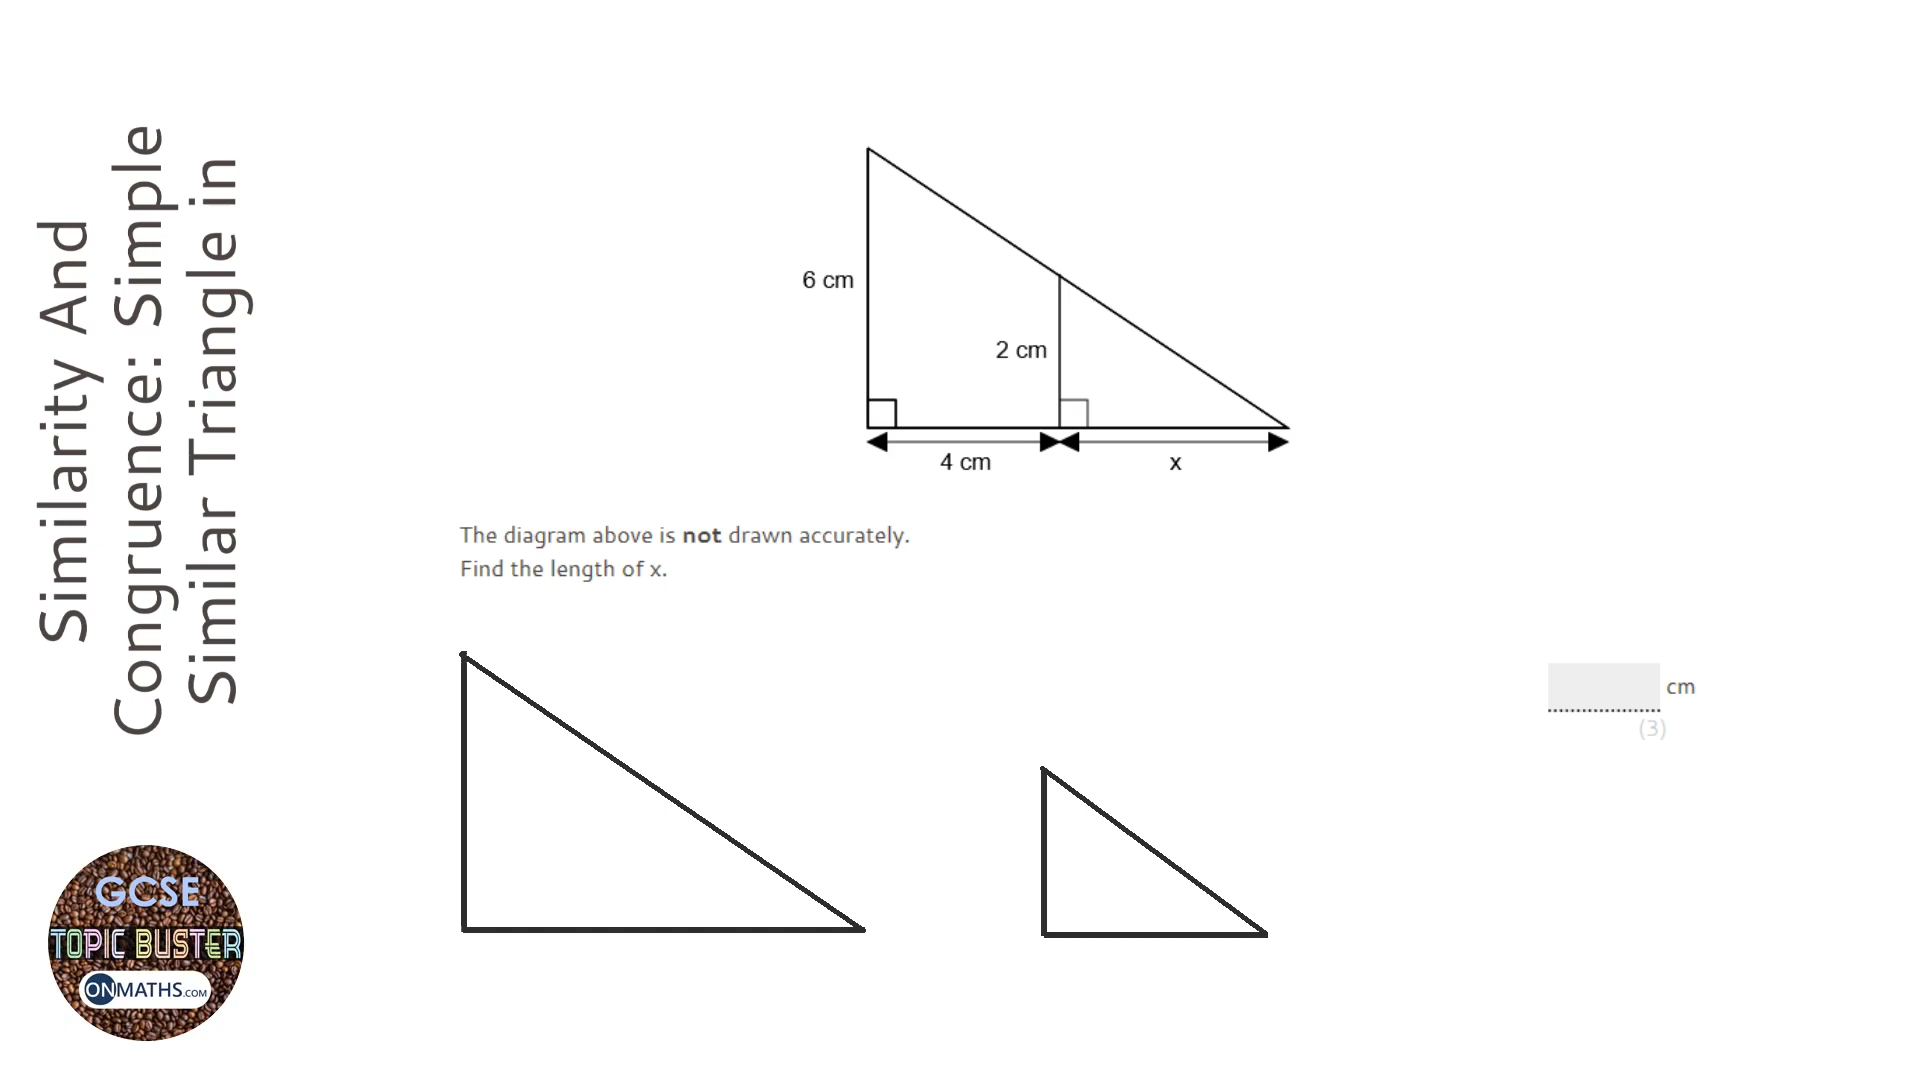 Similarity And
Congruence: Simple
Similar Triangle in
6 cm
2 cm
4 cm
x
The diagram above is not drawn accurately.
Find the length of x.
cm
(3)
GCSE
TOPIC BUSTER
ONMATHS.COM